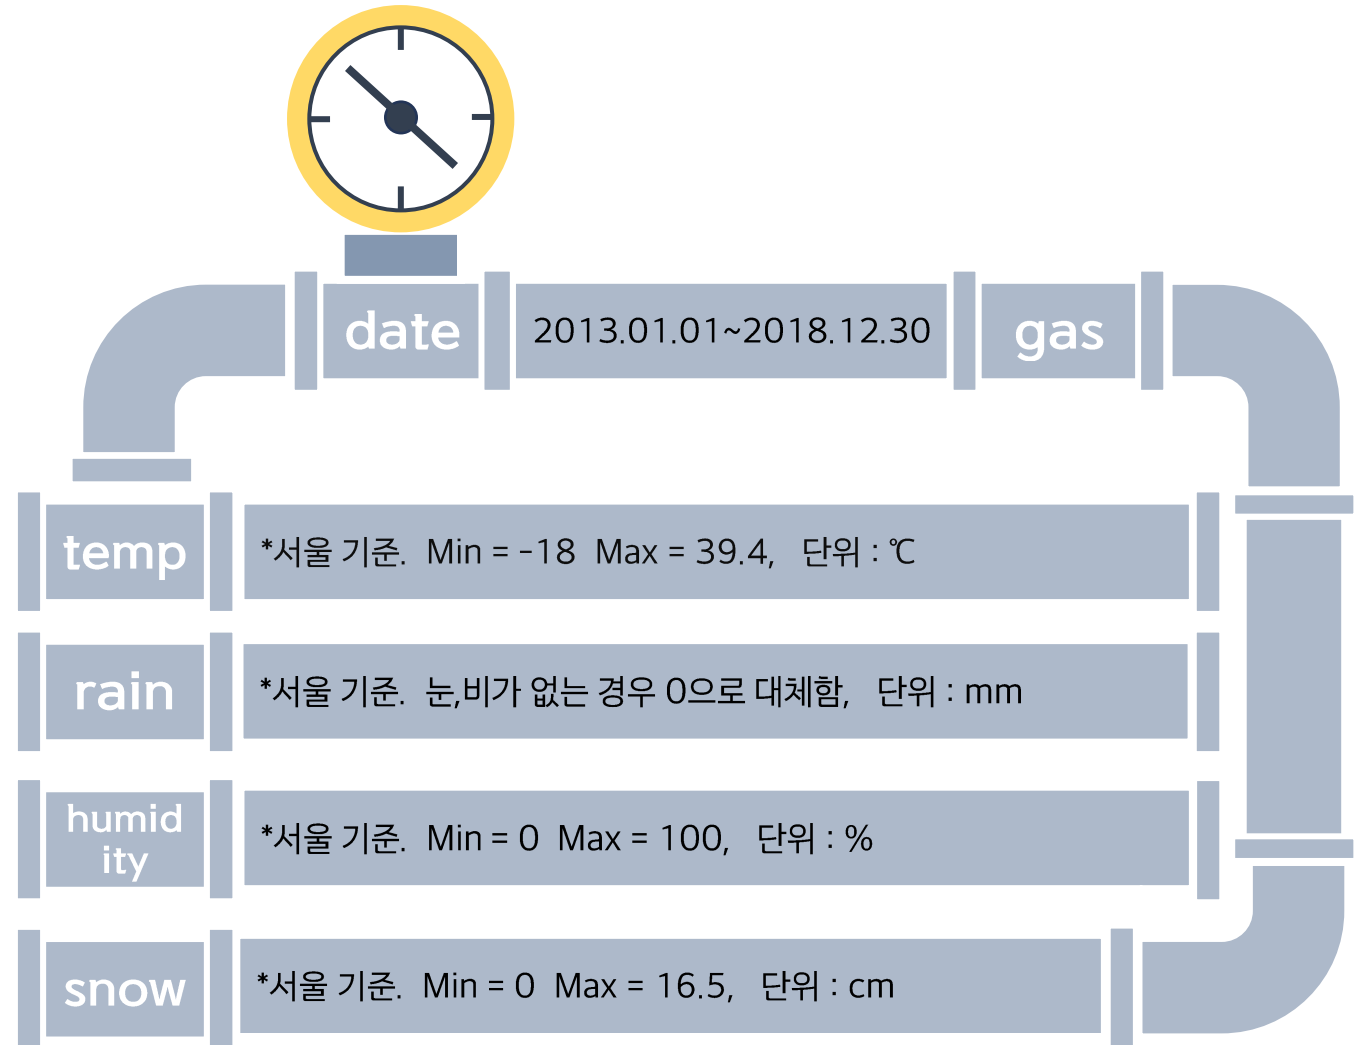 date 2013.01.01~2018.12.30 gas
temp *서울 기준. Min = -18 Max = 39.4, 단위 : ℃
rain *서울 기준. 눈,비가 없는 경우 0으로 대체함, 단위 : mm
humid
ity
*서울 기준. Min = 0 Max = 100, 단위 : %
snow *서울 기준. Min = 0 Max = 16.5, 단위 : cm